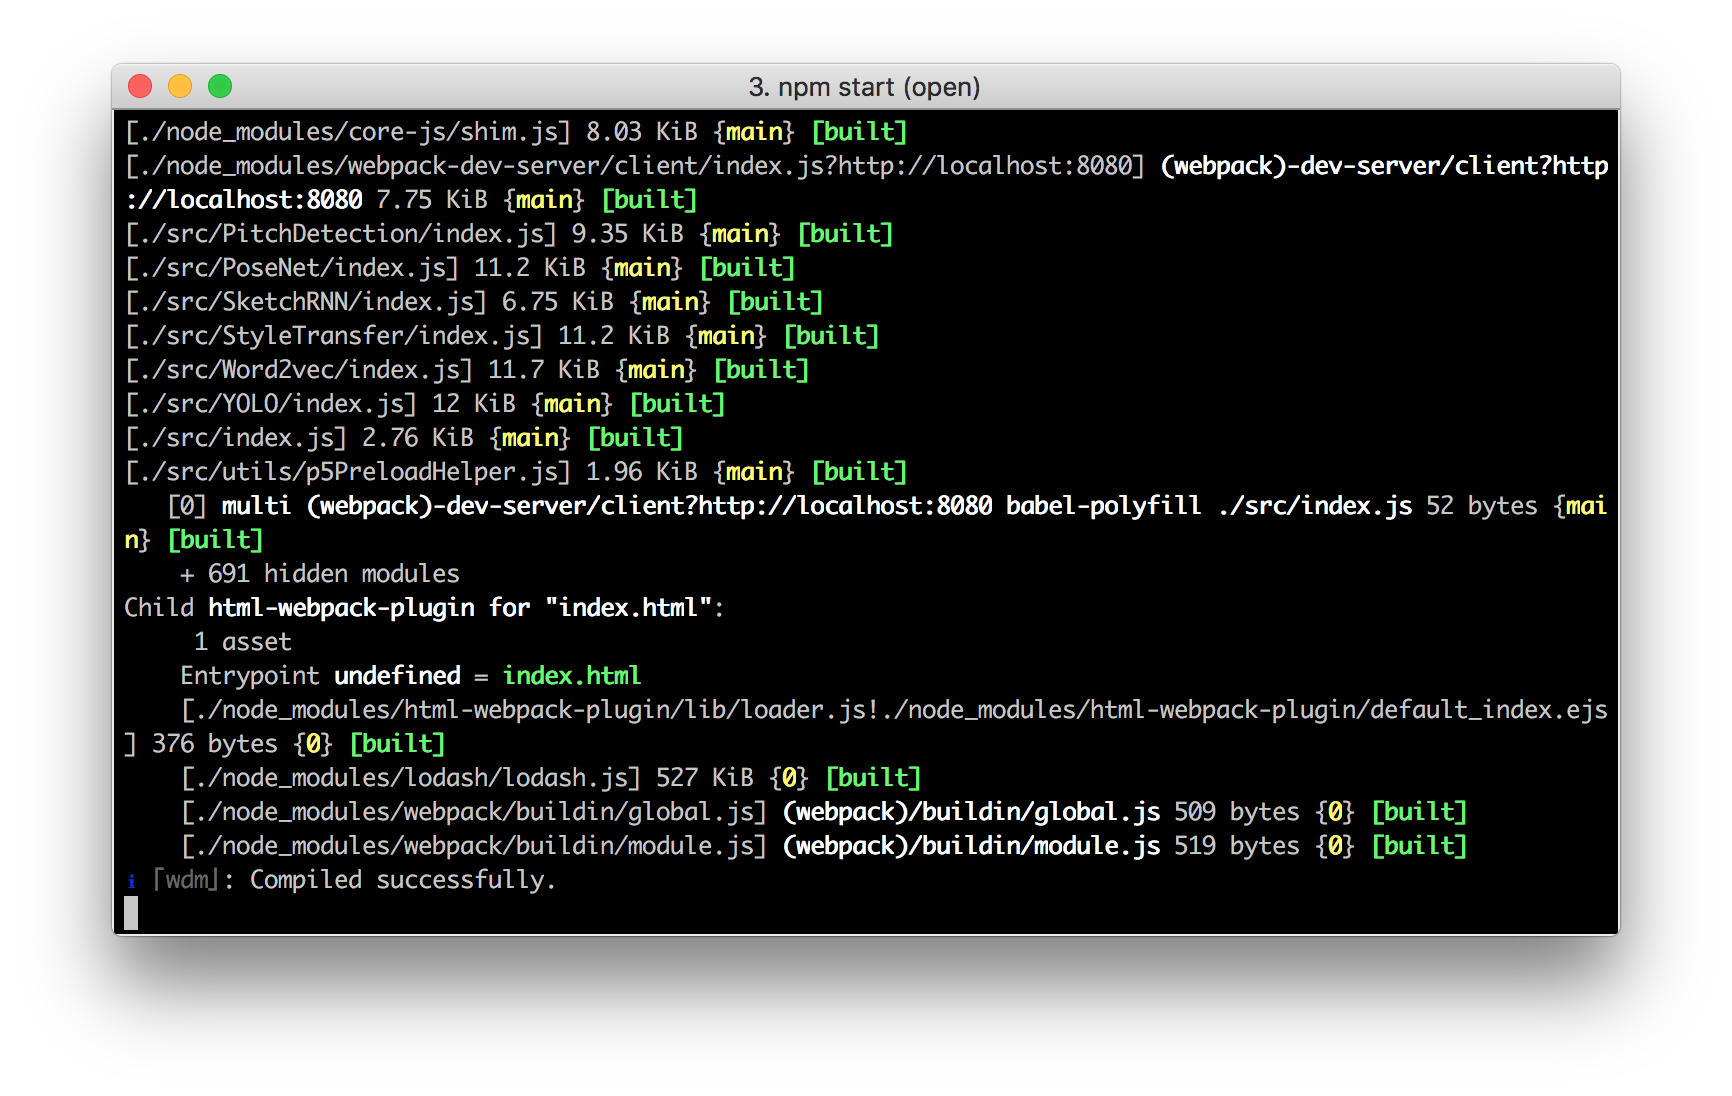 3. npm start (open)
[./node_modules/core-js/shim.js] 8.03 KiB {main} [built]
[./node_modules/webpack-dev-server/client/index.js?http://localhost:8080] (webpack)-dev-server/client?http
://localhost:8080 7.75 KiB {main} [built]
[./src/PitchDetection/index.js] 9.35 KiB {main} [built]
[./src/PoseNet/index.js] 11.2 KiB {main} [built]
[./src/SketchRNN/index.js] 6.75 KiB {main} [built]
[./src/StyleTransfer/index.js] 11.2 KiB {main} [built]
[./src/Word2vec/index.js] 11.7 KiB {main} [built]
[./src/YOLO/index.js] 12 KiB {main} [built]
[./src/index.js] 2.76 KiB {main} [built]
[./src/utils/p5PreloadHelper.js] 1.96 KiB {main} [built]
   [0] multi (webpack)-dev-server/client?http://localhost:8080 babel-polyfill ./src/index.js 52 bytes {mai
n} [built]
    + 691 hidden modules
Child html-webpack-plugin for "index.html":
     1 asset
    Entrypoint undefined = index.html
    [./node_modules/html-webpack-plugin/lib/loader.js!./node_modules/html-webpack-plugin/default_index.ejs
] 376 bytes {0} [built]
    [./node_modules/lodash/lodash.js] 527 KiB {0} [built]
    [./node_modules/webpack/buildin/global.js] (webpack)/buildin/global.js 509 bytes {0} [built]
    [./node_modules/webpack/buildin/module.js] (webpack)/buildin/module.js 519 bytes {0} [built]
ℹ ｢wdm｣: Compiled successfully.